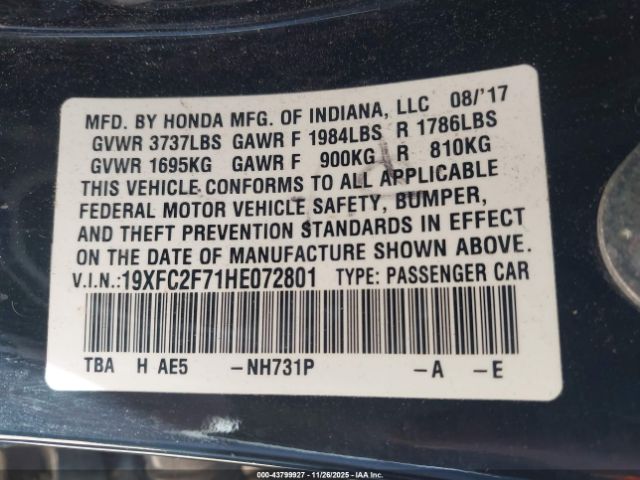 MFD. BY HONDA MFG. OF INDIANA, LLC 08/'17
GVWR 3737LBS GAWR F 1984LBS R 1786LBS
GVWR 1695KG GAWR F 900KG R 810KG
THIS VEHICLE CONFORMS TO ALL APPLICABLE
FEDERAL MOTOR VEHICLE SAFETY, BUMPER,
AND THEFT PREVENTION STANDARDS IN EFFECT
ON THE DATE OF MANUFACTURE SHOWN ABOVE.
V.I.N.:19XFC2F71HE072801 TYPE: PASSENGER CAR
TBA H AE5 -NH731P -A -E
000-43799927 - 11/26/2025 - IAA Inc.